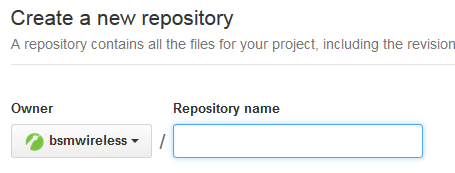 Create a new repository
A repository contains all the files for your project, including the revision
Owner Repository name
bsmwireless /